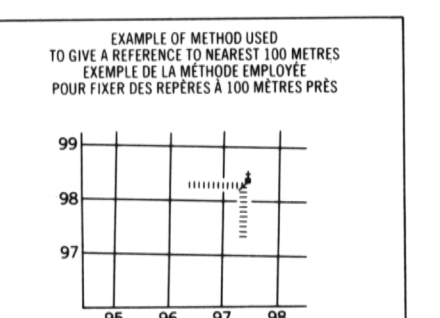 EXAMPLE OF METHOD USED
TO GIVE A REFERENCE TO NEAREST 100 METRES
EXEMPLE DE LA MÉTHODE EMPLOYÉE
POUR FIXER DES REPÈRES À 100 MÈTRES PRÈS
99
98
97
95 96 97 98